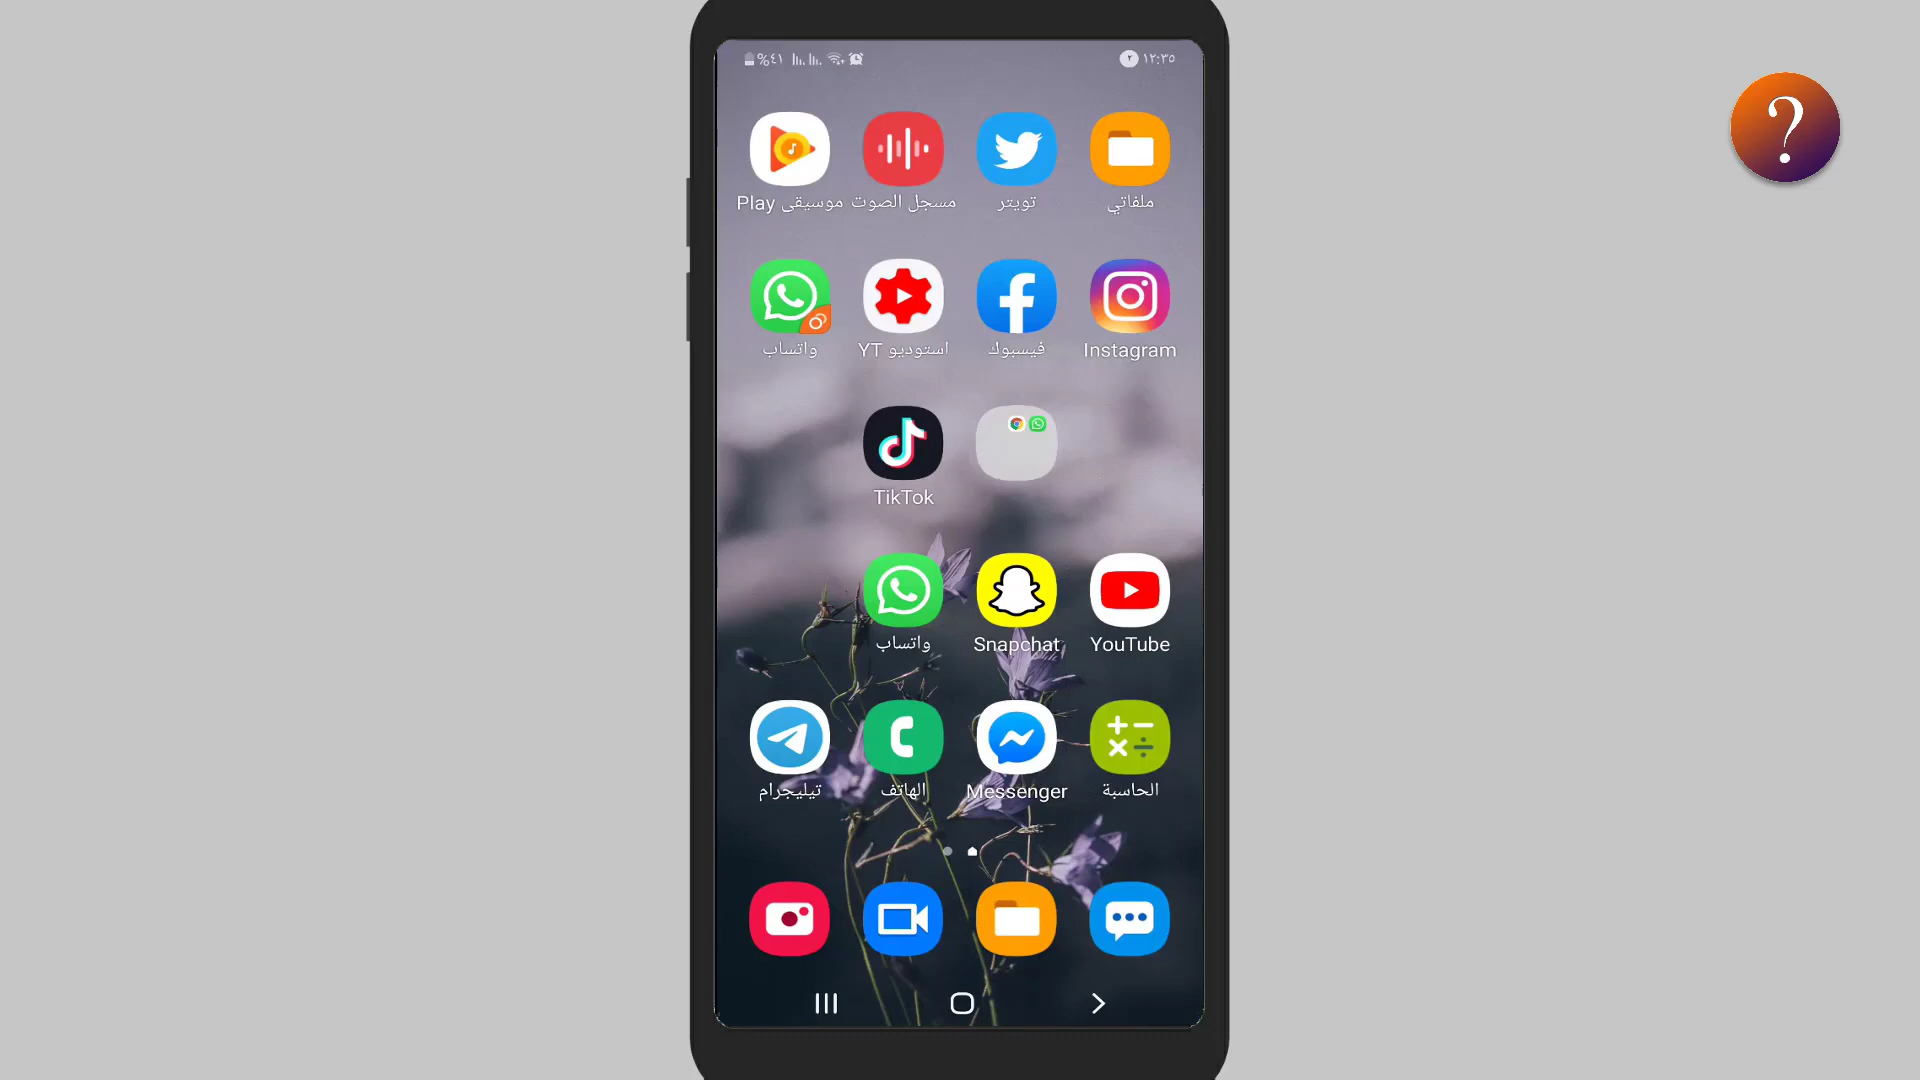 ١٢:٣٥ ٢ %٤١
?
ملفاتي تويتر مسجل الصوت موسيقى Play
Instagram فيسبوك استوديو YT واتساب
TikTok
YouTube Snapchat واتساب
الحاسبة Messenger الهاتف تيليجرام